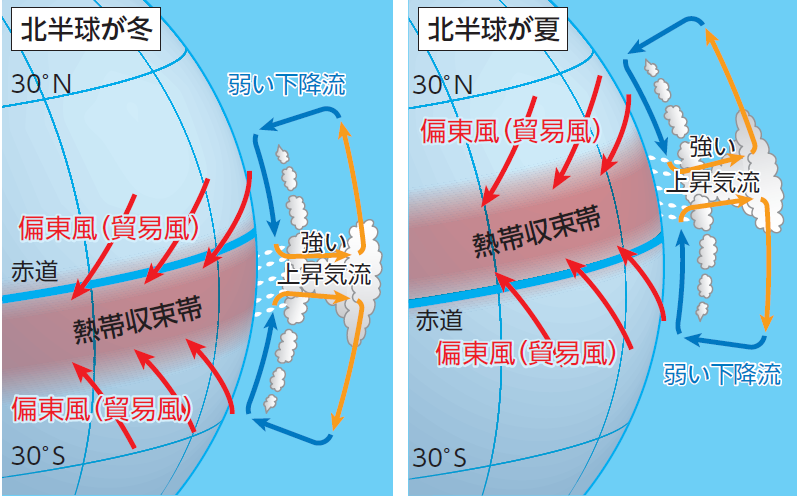 北半球が冬
30°N
弱い下降流
偏東風(貿易風)
強い
上昇気流
赤道
熱帯収束帯
偏東風(貿易風)
30°S
北半球が夏
30°N
偏東風(貿易風)
強い
上昇気流
熱帯収束帯
赤道
偏東風(貿易風)
弱い下降流
30°S